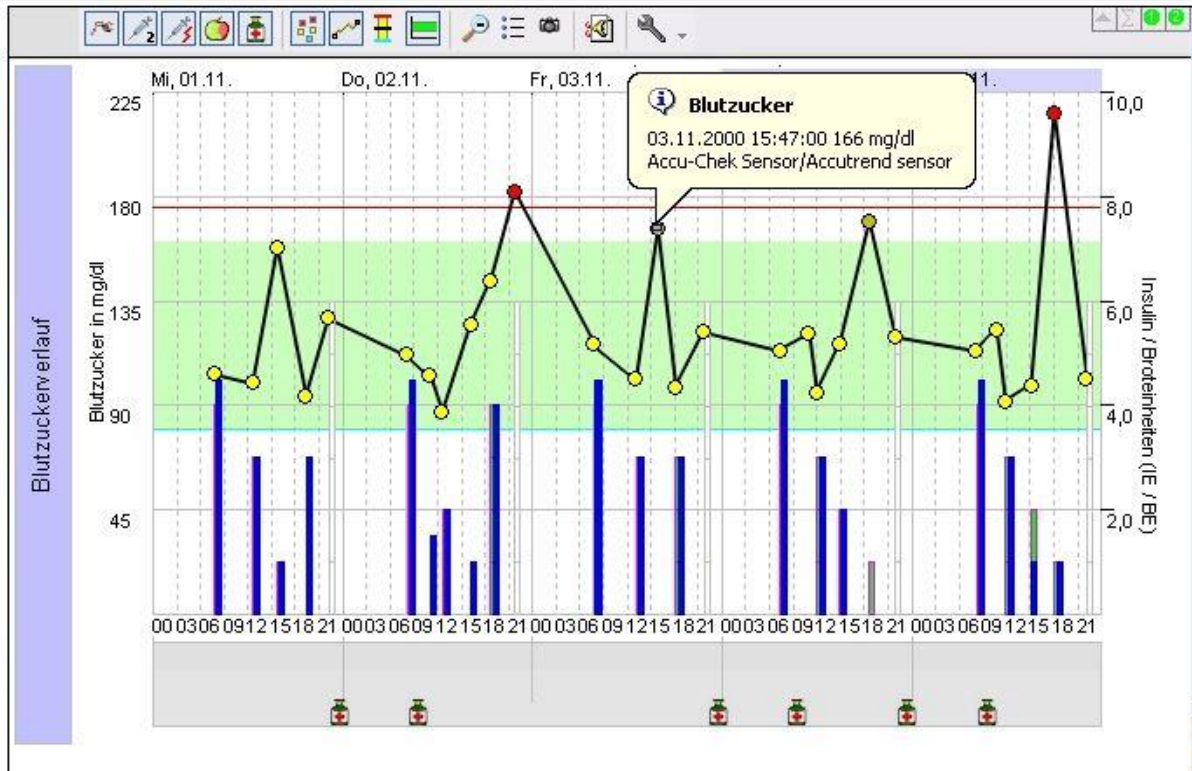 2
1 2
Blutzuckerverlauf
Mi, 01.11.
Do, 02.11.
Fr, 03.11.
11.
Blutzucker
03.11.2000 15:47:00 166 mg/dl
Accu-Chek Sensor/Accutrend sensor
Blutzucker in mg/dl
225
180
135
90
45
10,0
8,0
6,0
4,0
2,0
Insulin / Broteinheiten (IE / BE)
00 03 06 09 12 15 18 21 00 03 06 09 12 15 18 21 00 03 06 09 12 15 18 21 00 03 06 09 12 15 18 21 00 03 06 09 12 15 18 21